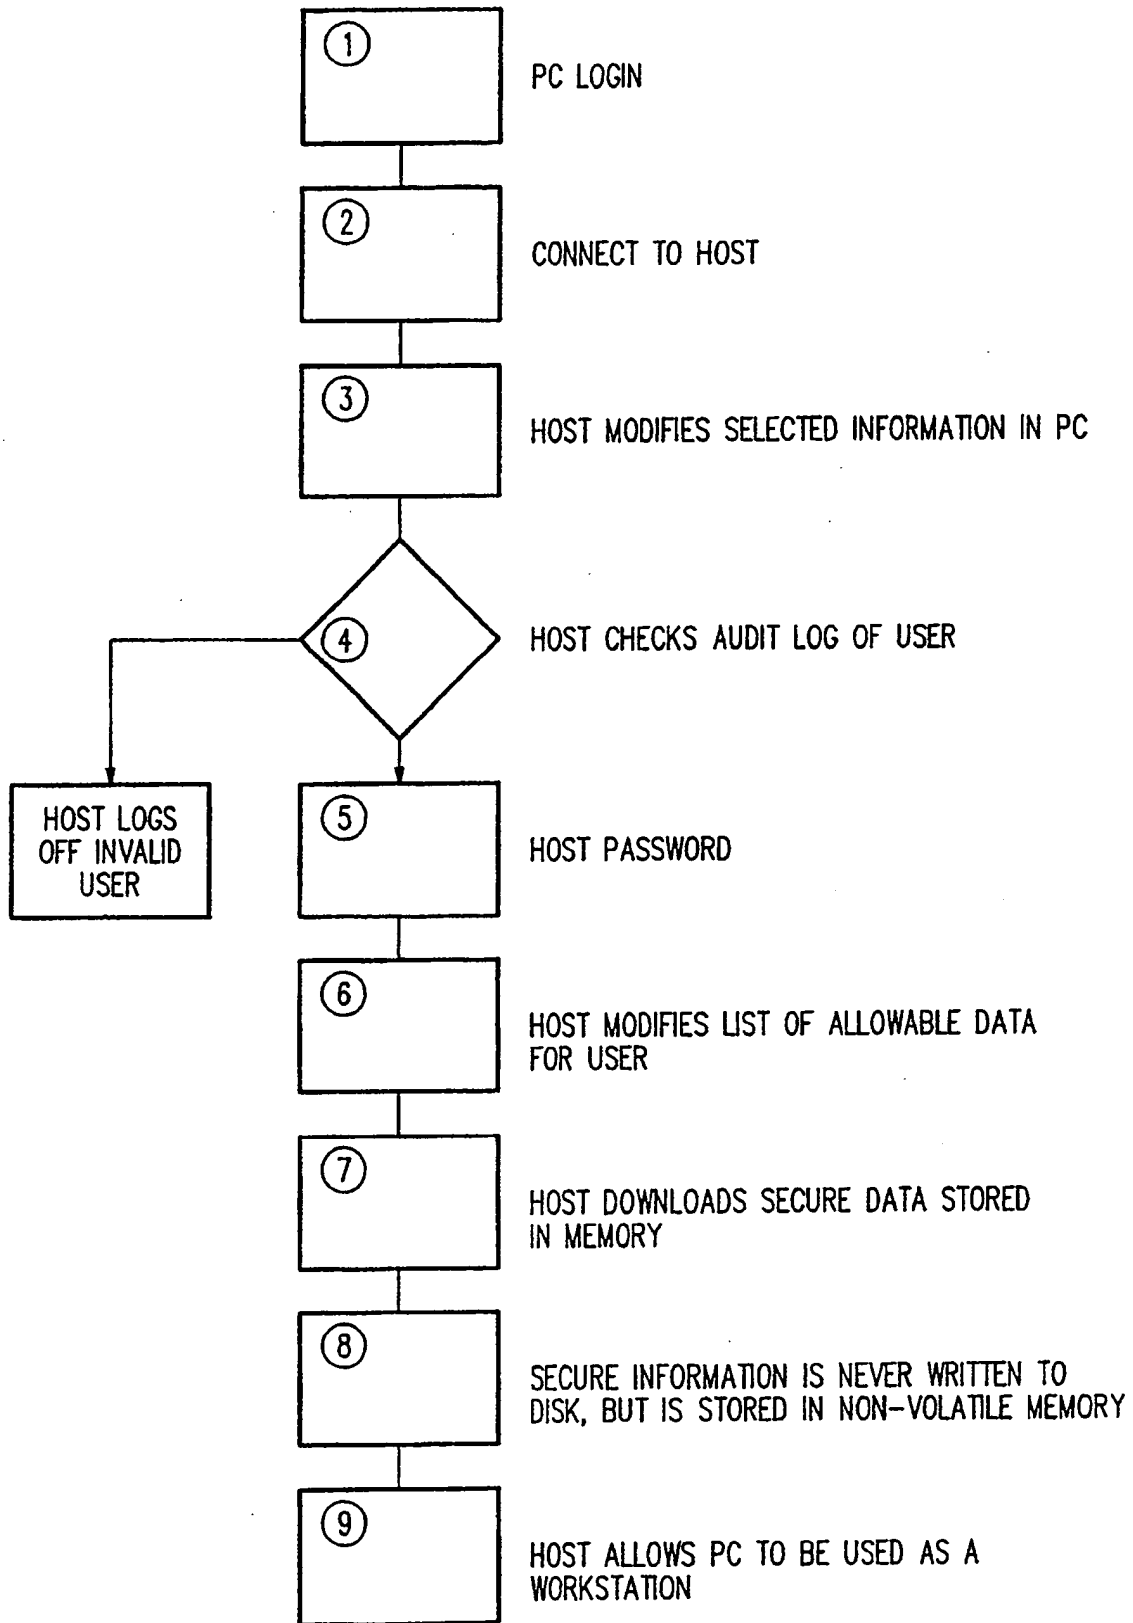 1
PC LOGIN
2
CONNECT TO HOST
3
HOST MODIFIES SELECTED INFORMATION IN PC
4
HOST CHECKS AUDIT LOG OF USER
HOST LOGS
OFF INVALID
USER
5
HOST PASSWORD
6
HOST MODIFIES LIST OF ALLOWABLE DATA
FOR USER
7
HOST DOWNLOADS SECURE DATA STORED
IN MEMORY
8
SECURE INFORMATION IS NEVER WRITTEN TO
DISK, BUT IS STORED IN NON-VOLATILE MEMORY
9
HOST ALLOWS PC TO BE USED AS A
WORKSTATION